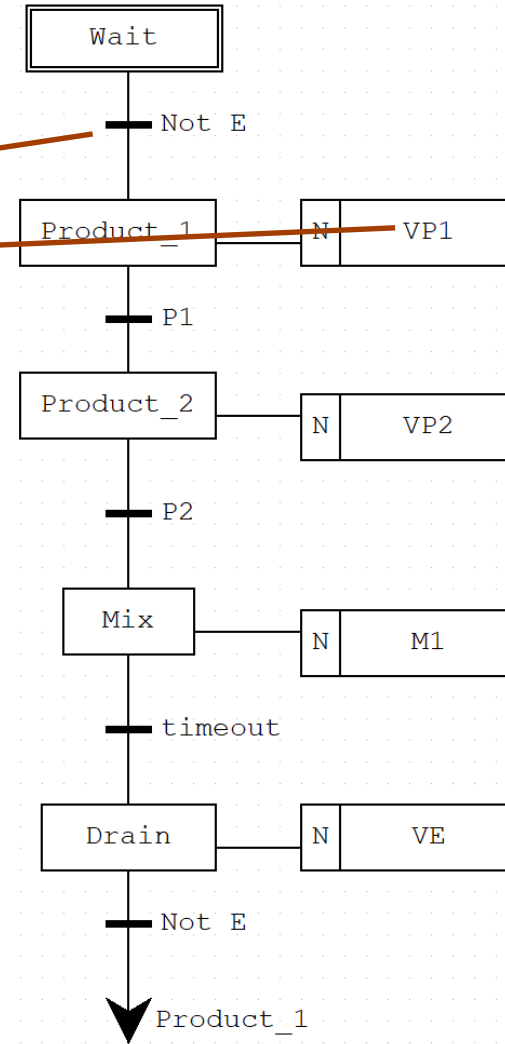 Wait
Not E
Product_1 N VP1
P1
Product_2 N VP2
P2
Mix N M1
timeout
Drain N VE
Not E
Product_1